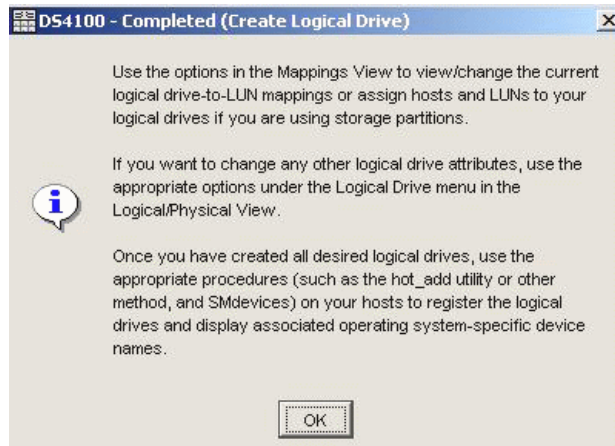 DS4100 - Completed (Create Logical Drive)
Use the options in the Mappings View to view/change the current
logical drive-to-LUN mappings or assign hosts and LUNs to your
logical drives if you are using storage partitions.
If you want to change any other logical drive attributes, use the
appropriate options under the Logical Drive menu in the
Logical/Physical View.
Once you have created all desired logical drives, use the
appropriate procedures (such as the hot_add utility or other
method, and SMdevices) on your hosts to register the logical
drives and display associated operating system-specific device
names.
OK